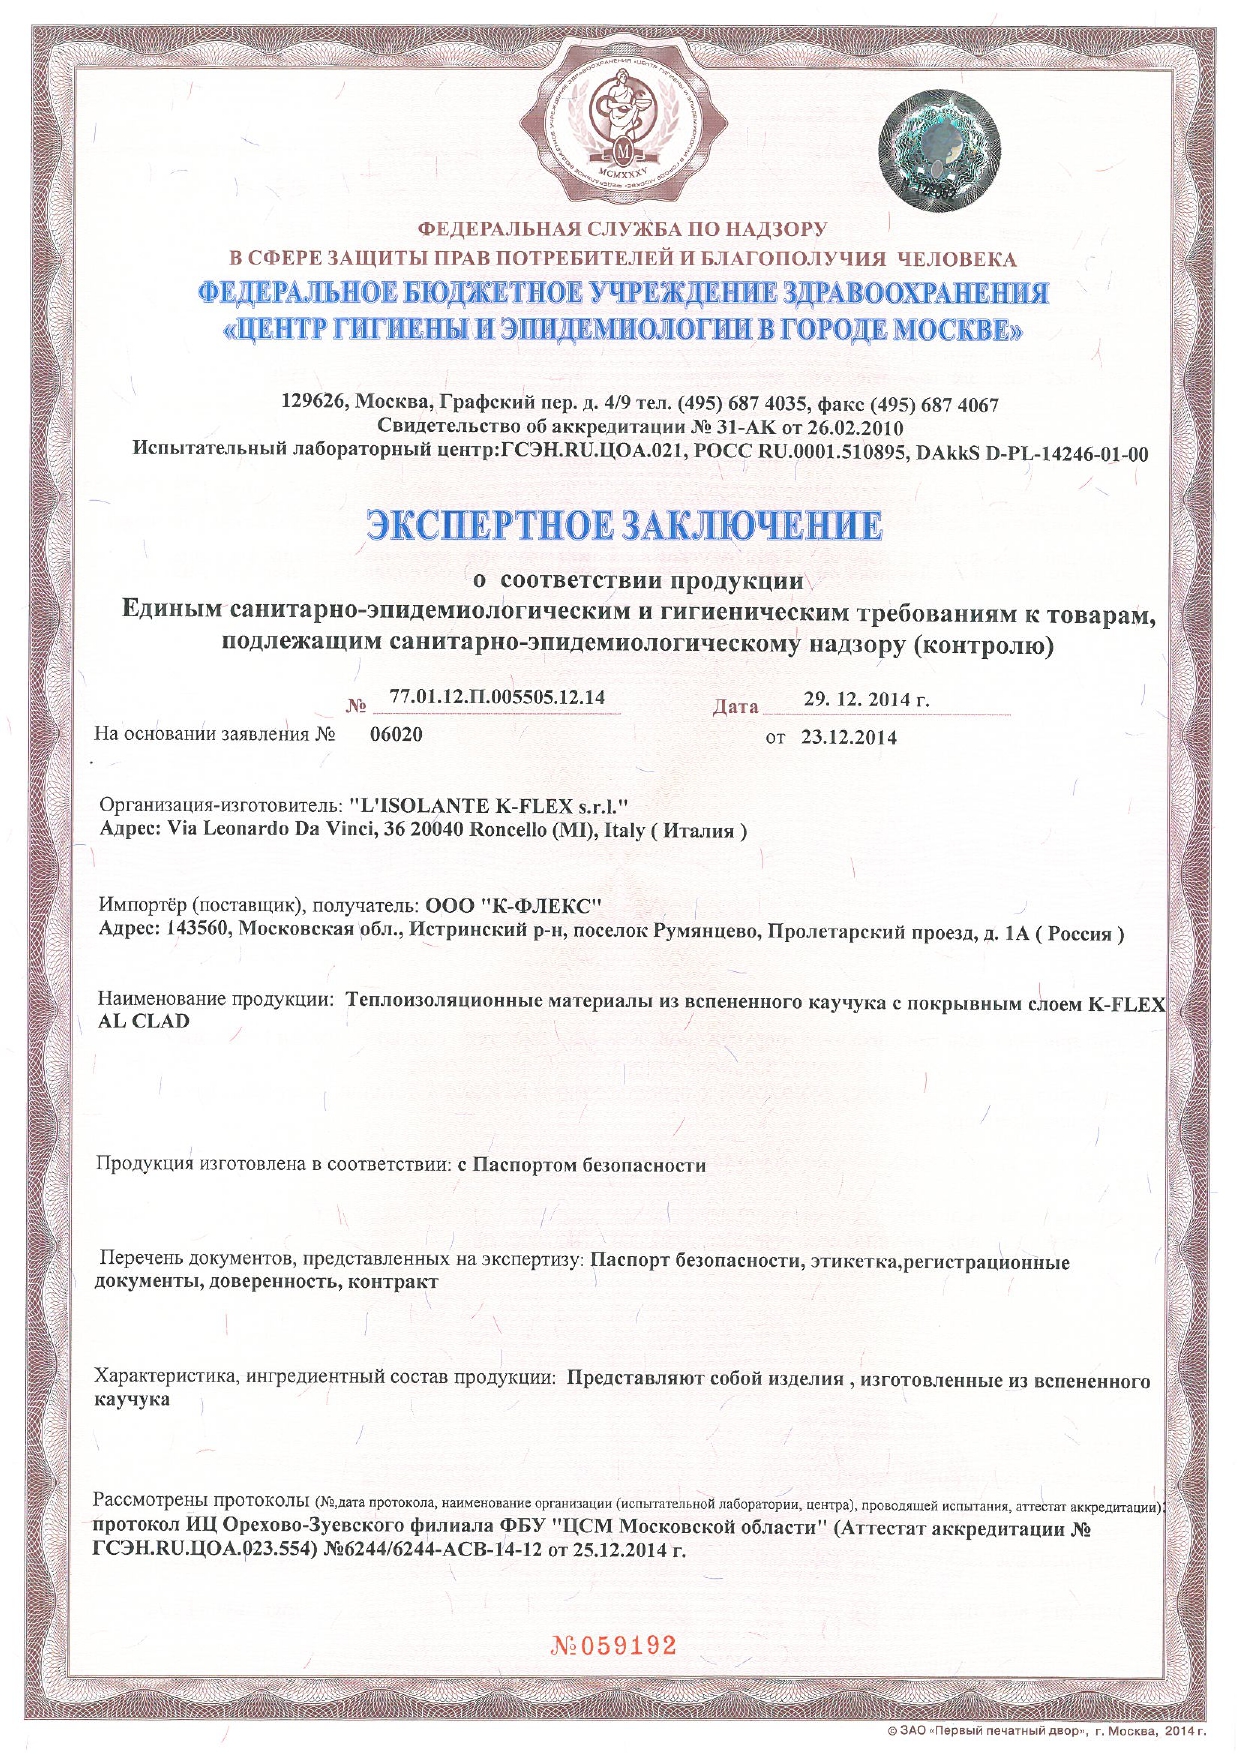 MCMXXXV
М
ФЕДЕРАЛЬНАЯ СЛУЖБА ПО НАДЗОРУ
В СФЕРЕ ЗАЩИТЫ ПРАВ ПОТРЕБИТЕЛЕЙ И БЛАГОПОЛУЧИЯ ЧЕЛОВЕКА
ФЕДЕРАЛЬНОЕ БЮДЖЕТНОЕ УЧРЕЖДЕНИЕ ЗДРАВООХРАНЕНИЯ
«ЦЕНТР ГИГИЕНЫ И ЭПИДЕМИОЛОГИИ В ГОРОДЕ МОСКВЕ»
129626, Москва, Графский пер. д. 4/9 тел. (495) 687 4035, факс (495) 687 4067
Свидетельство об аккредитации № 31-АК от 26.02.2010
Испытательный лабораторный центр:ГСЭН.RU.ЦОА.021, РОСС RU.0001.510895, DAkkS D-PL-14246-01-00
ЭКСПЕРТНОЕ ЗАКЛЮЧЕНИЕ
о соответствии продукции
Единым санитарно-эпидемиологическим и гигиеническим требованиям к товарам,
подлежащим санитарно-эпидемиологическому надзору (контролю)
№ 77.01.12.П.005505.12.14 Дата 29. 12. 2014 г.
На основании заявления № 06020 от 23.12.2014
Организация-изготовитель: "L'ISOLANTE K-FLEX s.r.l."
Адрес: Via Leonardo Da Vinci, 36 20040 Roncello (MI), Italy ( Италия )
Импортёр (поставщик), получатель: ООО "К-ФЛЕКС"
Адрес: 143560, Московская обл., Истринский р-н, поселок Румянцево, Пролетарский проезд, д. 1А ( Россия )
Наименование продукции: Теплоизоляционные материалы из вспененного каучука с покрывным слоем K-FLEX
AL CLAD
Продукция изготовлена в соответствии: с Паспортом безопасности
Перечень документов, представленных на экспертизу: Паспорт безопасности, этикетка,регистрационные
документы, доверенность, контракт
Характеристика, ингредиентный состав продукции: Представляют собой изделия , изготовленные из вспененного
каучука
Рассмотрены протоколы (№,дата протокола, наименование организации (испытательной лаборатории, центра), проводящей испытания, аттестат аккредитации):
протокол ИЦ Орехово-Зуевского филиала ФБУ "ЦСМ Московской области" (Аттестат аккредитации №
ГСЭН.RU.ЦОА.023.554) №6244/6244-АСВ-14-12 от 25.12.2014 г.
№059192
© ЗАО «Первый печатный двор», г. Москва, 2014 г.